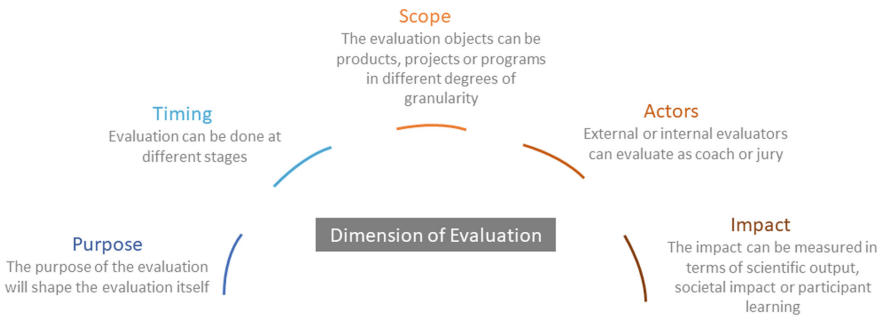 Scope
The evaluation objects can be
products, projects or programs
in different degrees of
granularity
Timing
Evaluation can be done at
different stages
Actors
External or internal evaluators
can evaluate as coach or jury
Purpose
The purpose of the evaluation
will shape the evaluation itself
Dimension of Evaluation
Impact
The impact can be measured in
terms of scientific output,
societal impact or participant
learning